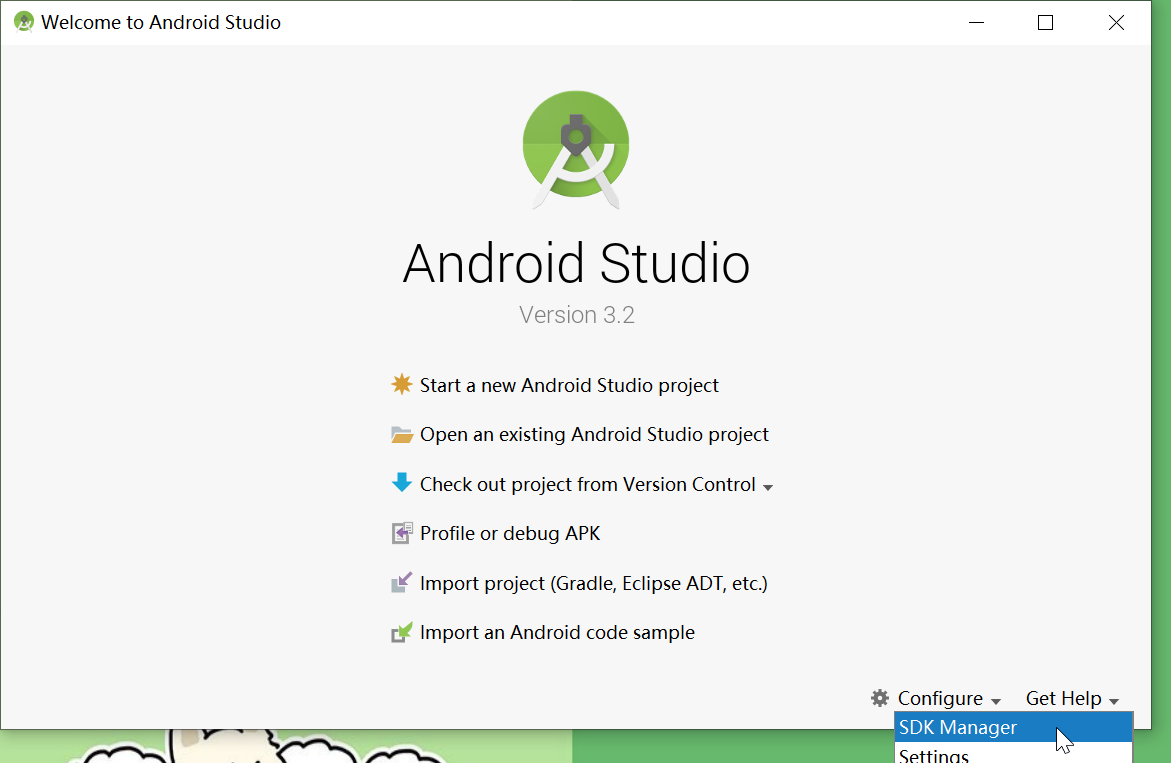 Welcome to Android Studio
Android Studio
Version 3.2
Start a new Android Studio project
Open an existing Android Studio project
Check out project from Version Control
Profile or debug APK
Import project (Gradle, Eclipse ADT, etc.)
Import an Android code sample
Configure Get Help
SDK Manager
Settings